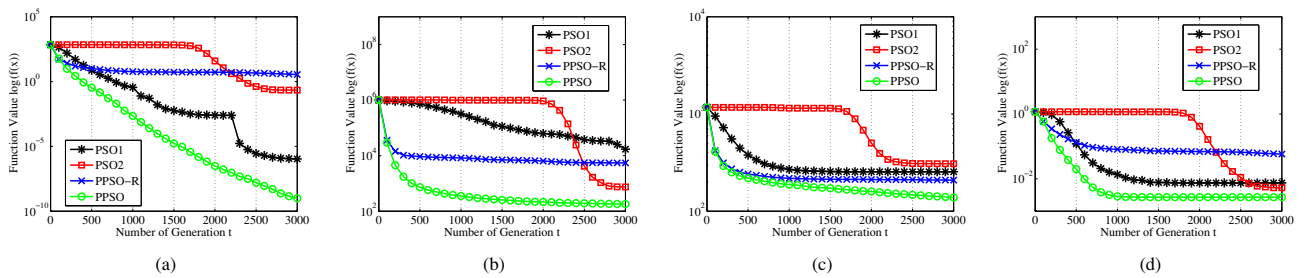 10^5
10^0
10^-5
10^-10
Function Value log(f(x))
0 500 1000 1500 2000 2500 3000
Number of Generation t
PSO1
PSO2
PPSO−R
PPSO
(a)
10^8
10^6
10^4
10^2
Function Value log(f(x))
0 500 1000 1500 2000 2500 3000
Number of Generation t
PSO1
PSO2
PPSO−R
PPSO
(b)
10^2
Function Value log(f(x))
0 500 1000 1500 2000 2500 3000
Number of Generation t
PSO1
PSO2
PPSO−R
PPSO
(c)
10^2
10^0
10^-2
Function Value log(f(x))
0 500 1000 1500 2000 2500 3000
Number of Generation t
PSO1
PSO2
PPSO−R
PPSO
(d)